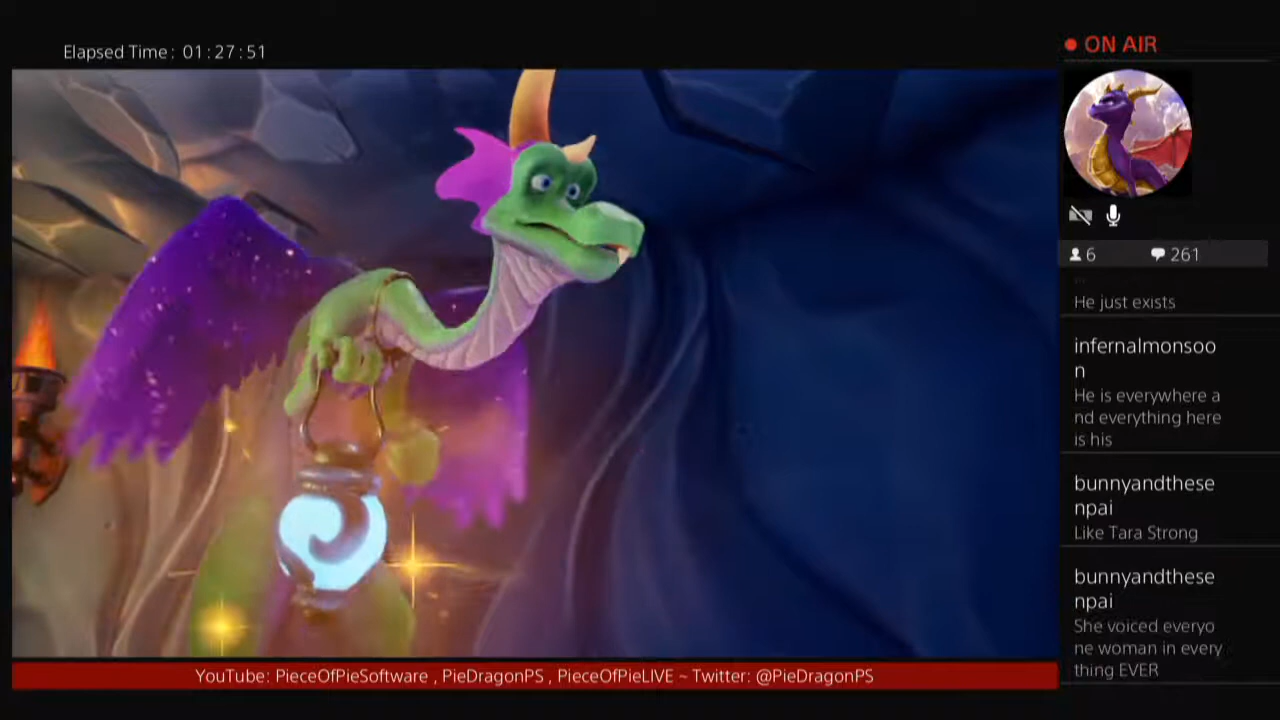 Elapsed Time: 01:27:51
ON AIR
6 261
He just exists
infernalmonsoo
n
He is everywhere a
nd everything here
is his
bunnyandthese
npai
Like Tara Strong
bunnyandthese
npai
She voiced everyo
ne woman in every
thing EVER
YouTube: PieceOfPieSoftware , PieDragonPS , PieceOfPieLIVE ~ Twitter: @PieDragonPS